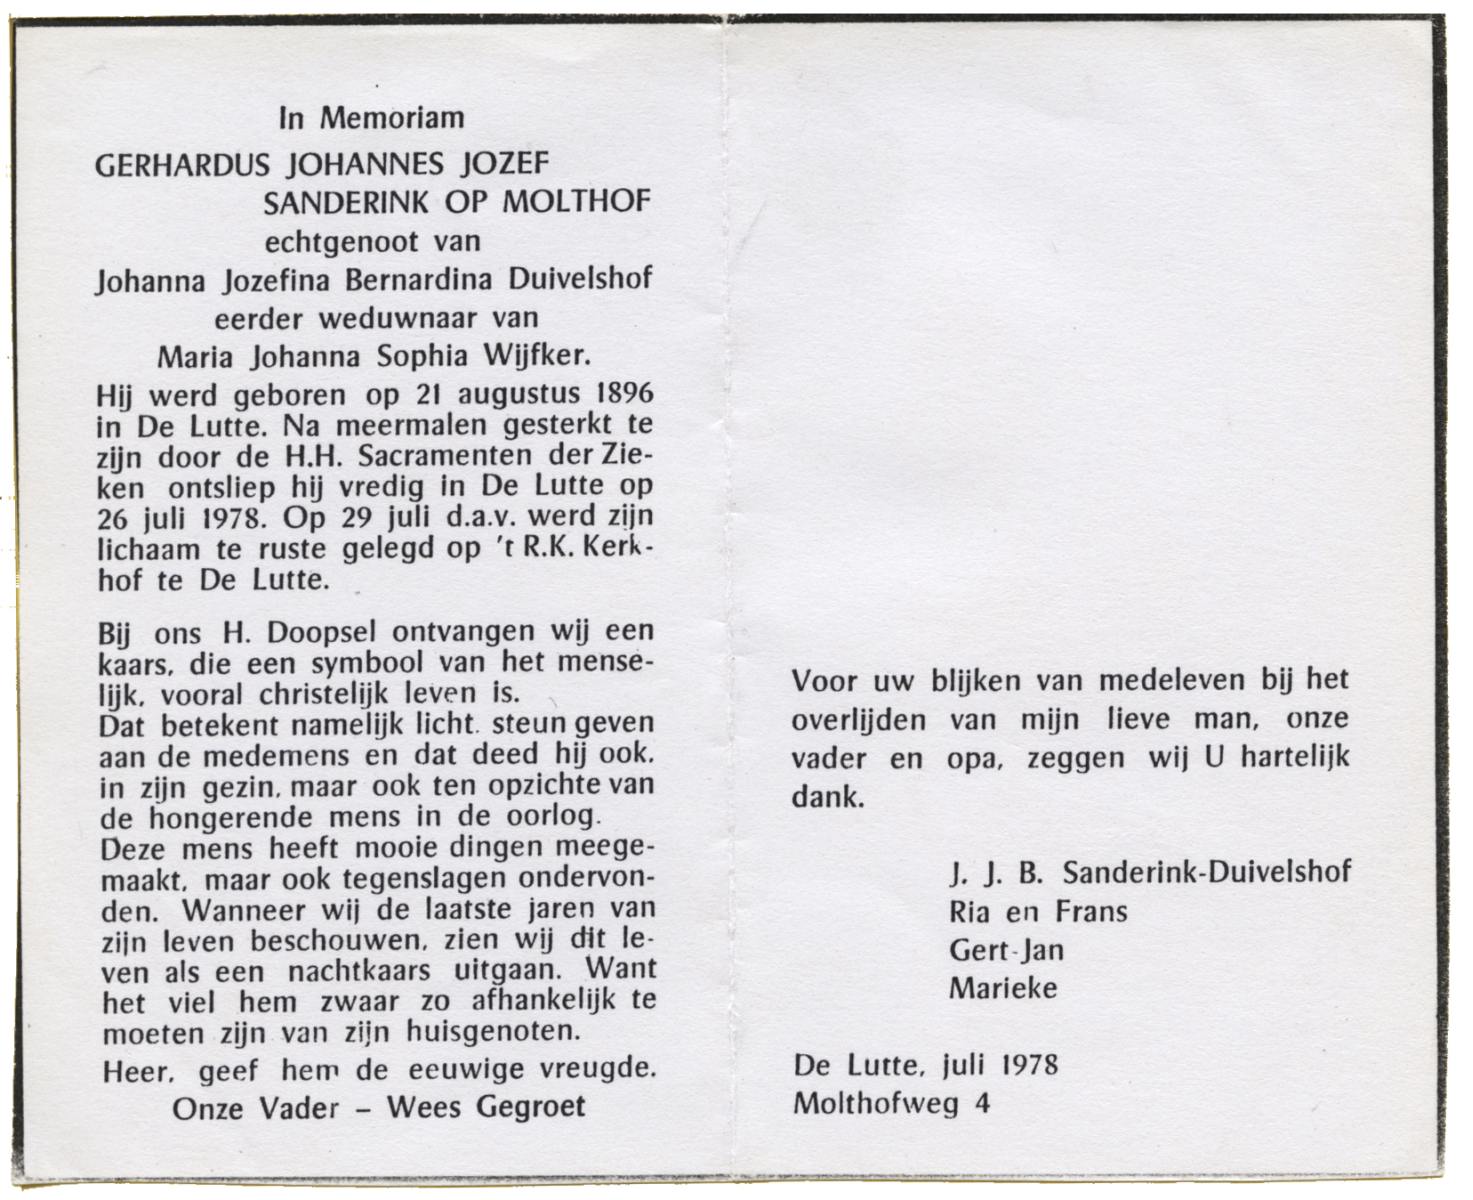 In Memoriam
GERHARDUS JOHANNES JOZEF
SANDERINK OP MOLTHOF
echtgenoot van
Johanna Jozefina Bernardina Duivelshof
eerder weduwnaar van
Maria Johanna Sophia Wijfker.
Hij werd geboren op 21 augustus 1896
in De Lutte. Na meermalen gesterkt te
zijn door de H.H. Sacramenten der Zie-
ken ontsliep hij vredig in De Lutte op
26 juli 1978. Op 29 juli d.a.v. werd zijn
lichaam te ruste gelegd op 't R.K. Kerk-
hof te De Lutte.
Bij ons H. Doopsel ontvangen wij een
kaars, die een symbool van het mense-
lijk, vooral christelijk leven is.
Dat betekent namelijk licht, steun geven
aan de medemens en dat deed hij ook,
in zijn gezin, maar ook ten opzichte van
de hongerende mens in de oorlog.
Deze mens heeft mooie dingen meege-
maakt, maar ook tegenslagen ondervon-
den. Wanneer wij de laatste jaren van
zijn leven beschouwen, zien wij dit le-
ven als een nachtkaars uitgaan. Want
het viel hem zwaar zo afhankelijk te
moeten zijn van zijn huisgenoten.
Heer, geef hem de eeuwige vreugde.
Onze Vader – Wees Gegroet
Voor uw blijken van medeleven bij het
overlijden van mijn lieve man, onze
vader en opa, zeggen wij U hartelijk
dank.
J. J. B. Sanderink-Duivelshof
Ria en Frans
Gert-Jan
Marieke
De Lutte, juli 1978
Molthofweg 4